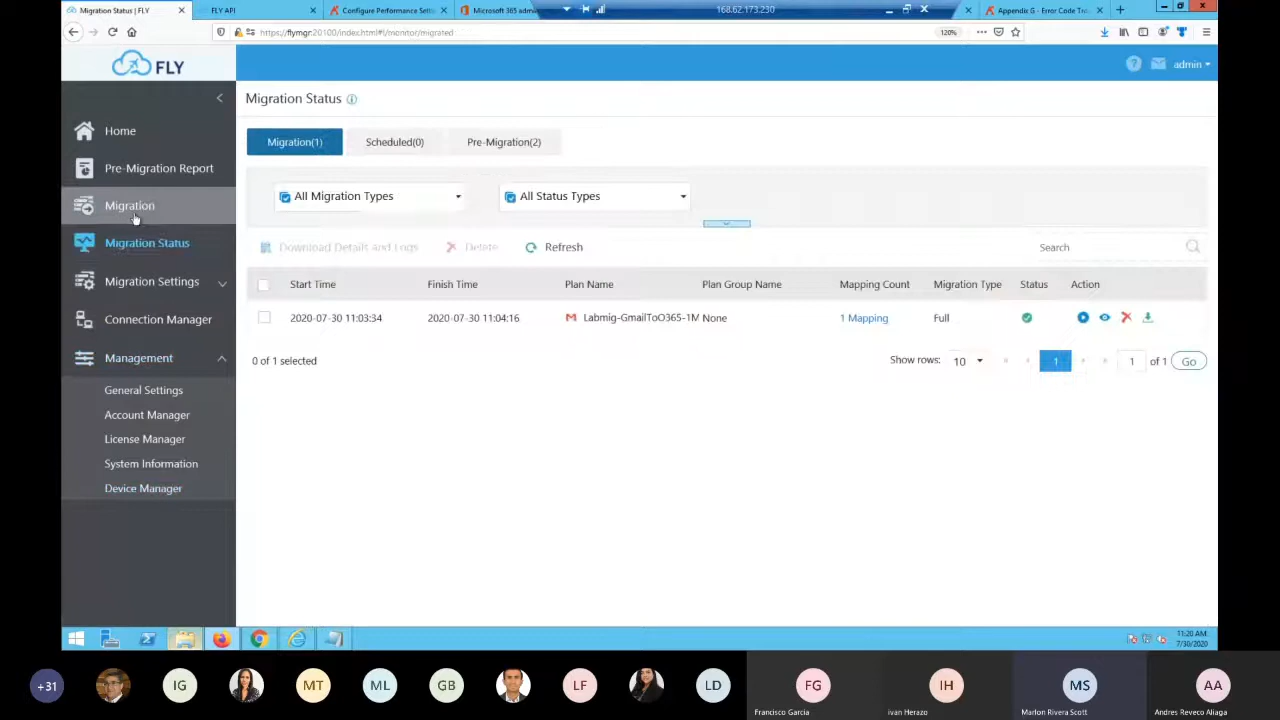 Migration Status | FLY
FLY API
Configure Performance Sett
Microsoft 365 admi
168.62.173.230
Appendix G - Error Code Tra
https://flymgr:20100/index.html#/monitor/migrated
120%
FLY
admin
Home
Pre-Migration Report
Migration
Migration Status
Migration Settings
Connection Manager
Management
General Settings
Account Manager
License Manager
System Information
Device Manager
Migration Status
Migration(1)
Scheduled(0)
Pre-Migration(2)
All Migration Types
All Status Types
Download Details and Logs
Delete
Refresh
Search
Start Time
Finish Time
Plan Name
Plan Group Name
Mapping Count
Migration Type
Status
Action
2020-07-30 11:03:34
2020-07-30 11:04:16
Labmig-GmailToO365-1M
None
1 Mapping
Full
0 of 1 selected
Show rows:
10
1
1
of 1
Go
11:20 AM
7/30/2020
+31
IG
MT
ML
GB
LF
LD
FG
Francisco Garcia
IH
ivan Herazo
MS
Marlon Rivera Scott
AA
Andres Reveco Aliaga